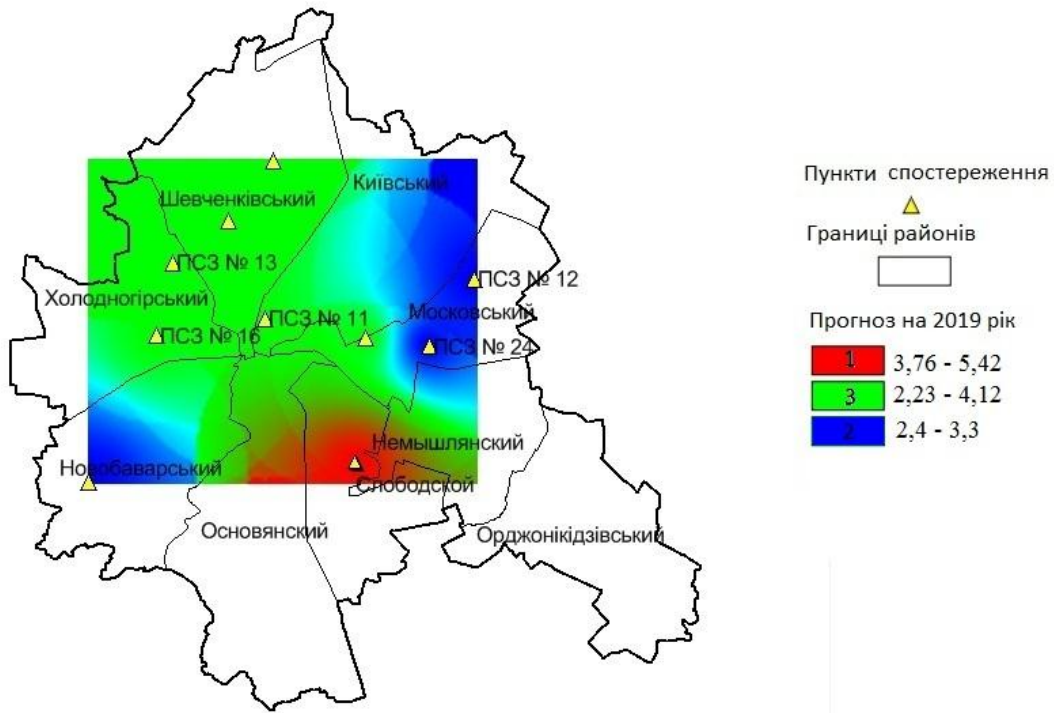 Шевченківський
Київський
ПСЗ № 13
ПСЗ № 12
Холодногірський
ПСЗ № 11
Московський
ПСЗ № 16
ПСЗ № 24
Немышлянский
Новобаварський
Слободской
Основянский
Орджонікідзівський
Пункти спостереження
Границі районів
Прогноз на 2019 рік
1 3,76 - 5,42
3 2,23 - 4,12
2 2,4 - 3,3